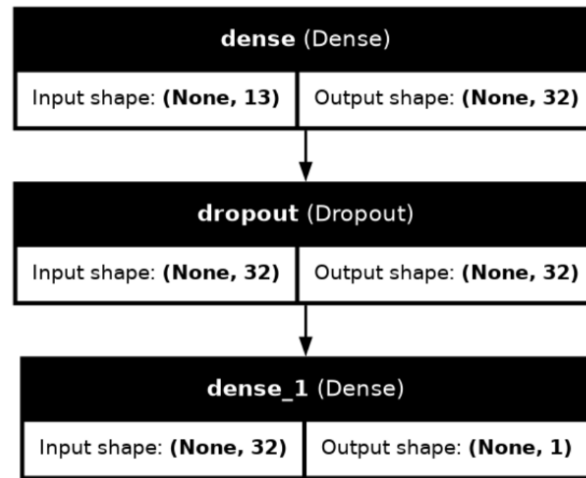 dense (Dense)
Input shape: (None, 13) Output shape: (None, 32)
dropout (Dropout)
Input shape: (None, 32) Output shape: (None, 32)
dense_1 (Dense)
Input shape: (None, 32) Output shape: (None, 1)